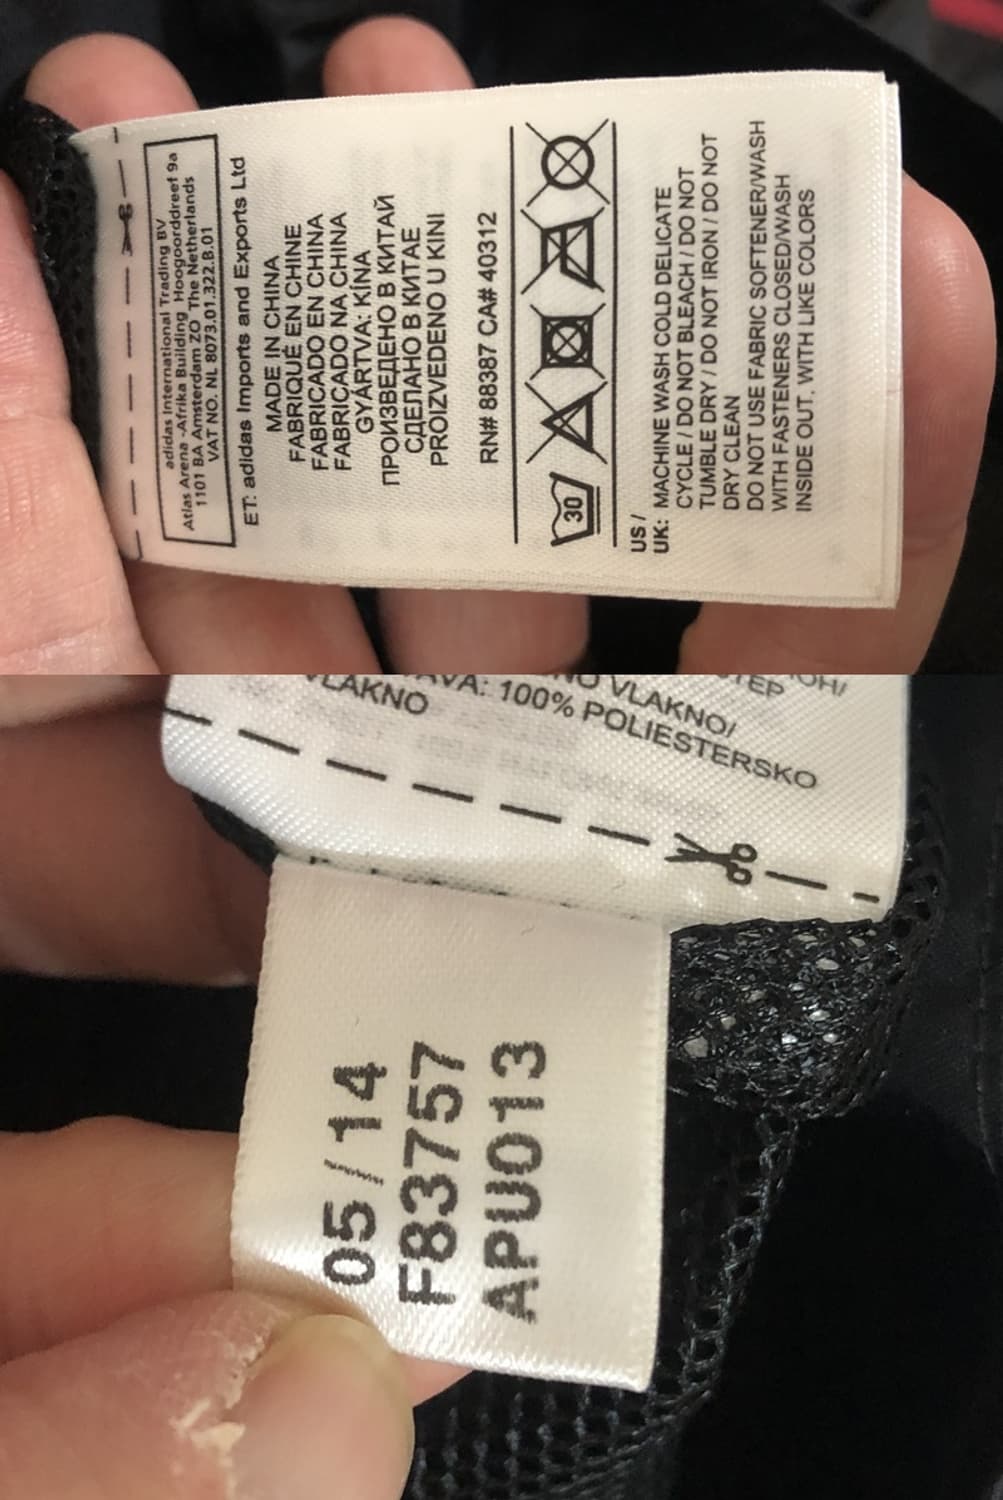 adidas International Trading BV
Atlas Arena -Afrika Building Hoogoorddreef 9a
1101 BA Amsterdam ZO The Netherlands
VAT NO. NL 8073.01.322.B.01
ET: adidas Imports and Exports Ltd
MADE IN CHINA
FABRIQUÉ EN CHINE
FABRICADO EN CHINA
FABRICADO NA CHINA
GYÁRTVA: KÍNA
ПРОИЗВЕДЕНО В КИТАЙ
СДЕЛАНО В КИТАЕ
PROIZVEDENO U KINI
RN# 88387 CA# 40312
30
US /
UK: MACHINE WASH COLD DELICATE
CYCLE / DO NOT BLEACH / DO NOT
TUMBLE DRY / DO NOT IRON / DO NOT
DRY CLEAN
DO NOT USE FABRIC SOFTENER/WASH
WITH FASTENERS CLOSED/WASH
INSIDE OUT, WITH LIKE COLORS
VLAKNO/
100% POLIESTERSKO
VLAKNO
05/14
F83757
APU013